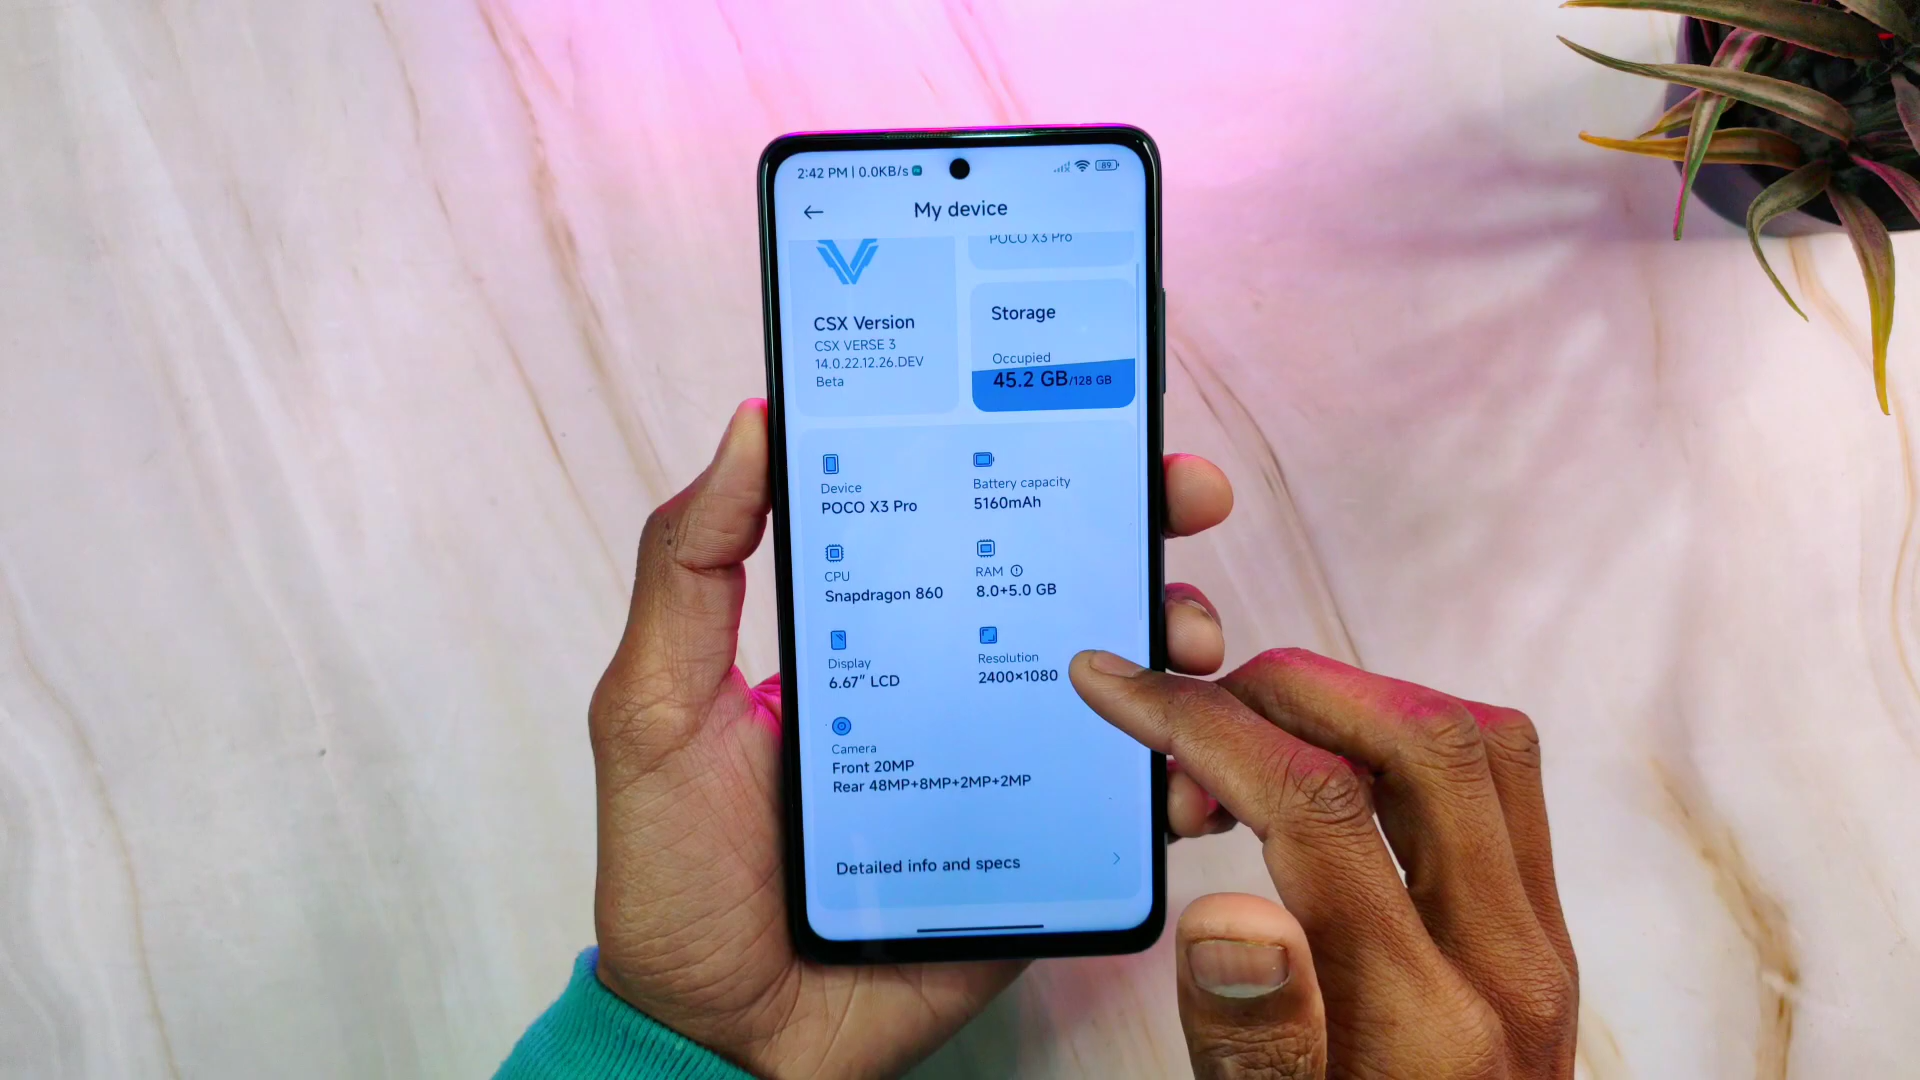 2:42 PM | 0.0KB/s
89
My device
POCO X3 Pro
CSX Version
CSX VERSE 3
14.0.22.12.26.DEV
Beta
Storage
Occupied
45.2 GB/128 GB
Device
POCO X3 Pro
Battery capacity
5160mAh
CPU
Snapdragon 860
RAM
8.0+5.0 GB
Display
6.67" LCD
Resolution
2400×1080
Camera
Front 20MP
Rear 48MP+8MP+2MP+2MP
Detailed info and specs